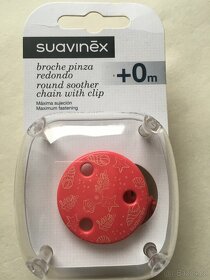 suavinex
broche pinza
redondo
round soother
chain with clip
+0m
Máxima sujeción
Maximum fastening